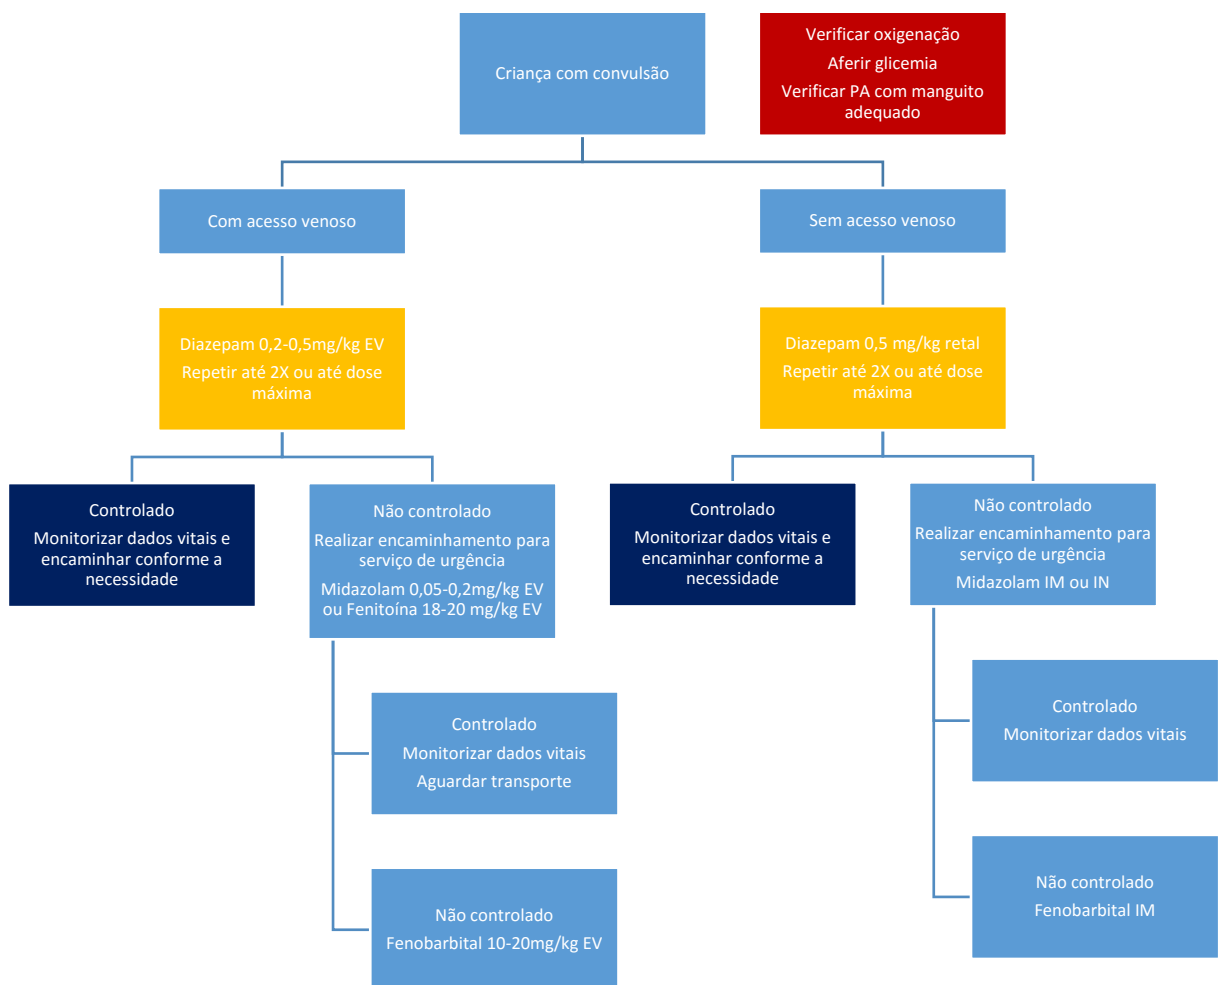 Criança com convulsão
Verificar oxigenação
Aferir glicemia
Verificar PA com manguito
adequado
Com acesso venoso
Sem acesso venoso
Diazepam 0,2-0,5mg/kg EV
Repetir até 2X ou até dose
máxima
Diazepam 0,5 mg/kg retal
Repetir até 2X ou até dose
máxima
Controlado
Monitorizar dados vitais e
encaminhar conforme a
necessidade
Não controlado
Realizar encaminhamento para
serviço de urgência
Midazolam 0,05-0,2mg/kg EV
ou Fenitoína 18-20 mg/kg EV
Controlado
Monitorizar dados vitais e
encaminhar conforme a
necessidade
Não controlado
Realizar encaminhamento para
serviço de urgência
Midazolam IM ou IN
Controlado
Monitorizar dados vitais
Aguardar transporte
Controlado
Monitorizar dados vitais
Não controlado
Fenobarbital 10-20mg/kg EV
Não controlado
Fenobarbital IM